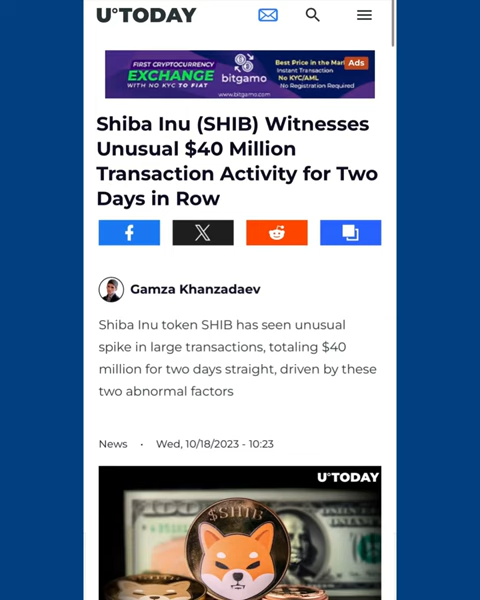 U°TODAY
FIRST CRYPTOCURRENCY
EXCHANGE
WITH NO KYC TO FIAT
bitgamo
www.bitgamo.com
Best Price in the Mar
Ads
Instant Transaction
No KYC/AML
No Registration Required
Shiba Inu (SHIB) Witnesses
Unusual $40 Million
Transaction Activity for Two
Days in Row
Gamza Khanzadaev
Shiba Inu token SHIB has seen unusual
spike in large transactions, totaling $40
million for two days straight, driven by these
two abnormal factors
News · Wed, 10/18/2023 - 10:23
U°TODAY
$SHIB